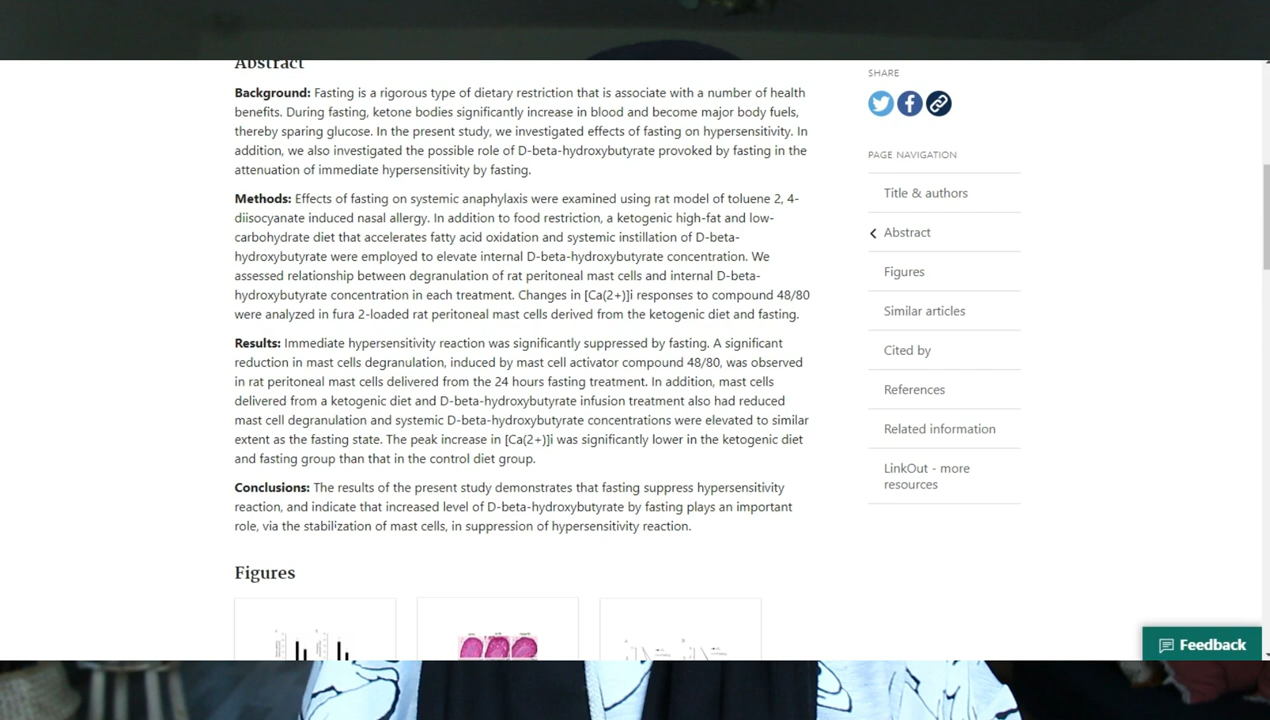 Abstract
Background: Fasting is a rigorous type of dietary restriction that is associate with a number of health
benefits. During fasting, ketone bodies significantly increase in blood and become major body fuels,
thereby sparing glucose. In the present study, we investigated effects of fasting on hypersensitivity. In
addition, we also investigated the possible role of D-beta-hydroxybutyrate provoked by fasting in the
attenuation of immediate hypersensitivity by fasting.
Methods: Effects of fasting on systemic anaphylaxis were examined using rat model of toluene 2, 4-
diisocyanate induced nasal allergy. In addition to food restriction, a ketogenic high-fat and low-
carbohydrate diet that accelerates fatty acid oxidation and systemic instillation of D-beta-
hydroxybutyrate were employed to elevate internal D-beta-hydroxybutyrate concentration. We
assessed relationship between degranulation of rat peritoneal mast cells and internal D-beta-
hydroxybutyrate concentration in each treatment. Changes in [Ca(2+)]i responses to compound 48/80
were analyzed in fura 2-loaded rat peritoneal mast cells derived from the ketogenic diet and fasting.
Results: Immediate hypersensitivity reaction was significantly suppressed by fasting. A significant
reduction in mast cells degranulation, induced by mast cell activator compound 48/80, was observed
in rat peritoneal mast cells delivered from the 24 hours fasting treatment. In addition, mast cells
delivered from a ketogenic diet and D-beta-hydroxybutyrate infusion treatment also had reduced
mast cell degranulation and systemic D-beta-hydroxybutyrate concentrations were elevated to similar
extent as the fasting state. The peak increase in [Ca(2+)]i was significantly lower in the ketogenic diet
and fasting group than that in the control diet group.
Conclusions: The results of the present study demonstrates that fasting suppress hypersensitivity
reaction, and indicate that increased level of D-beta-hydroxybutyrate by fasting plays an important
role, via the stabilization of mast cells, in suppression of hypersensitivity reaction.
Figures
SHARE
PAGE NAVIGATION
Title & authors
Abstract
Figures
Similar articles
Cited by
References
Related information
LinkOut - more
resources
Feedback